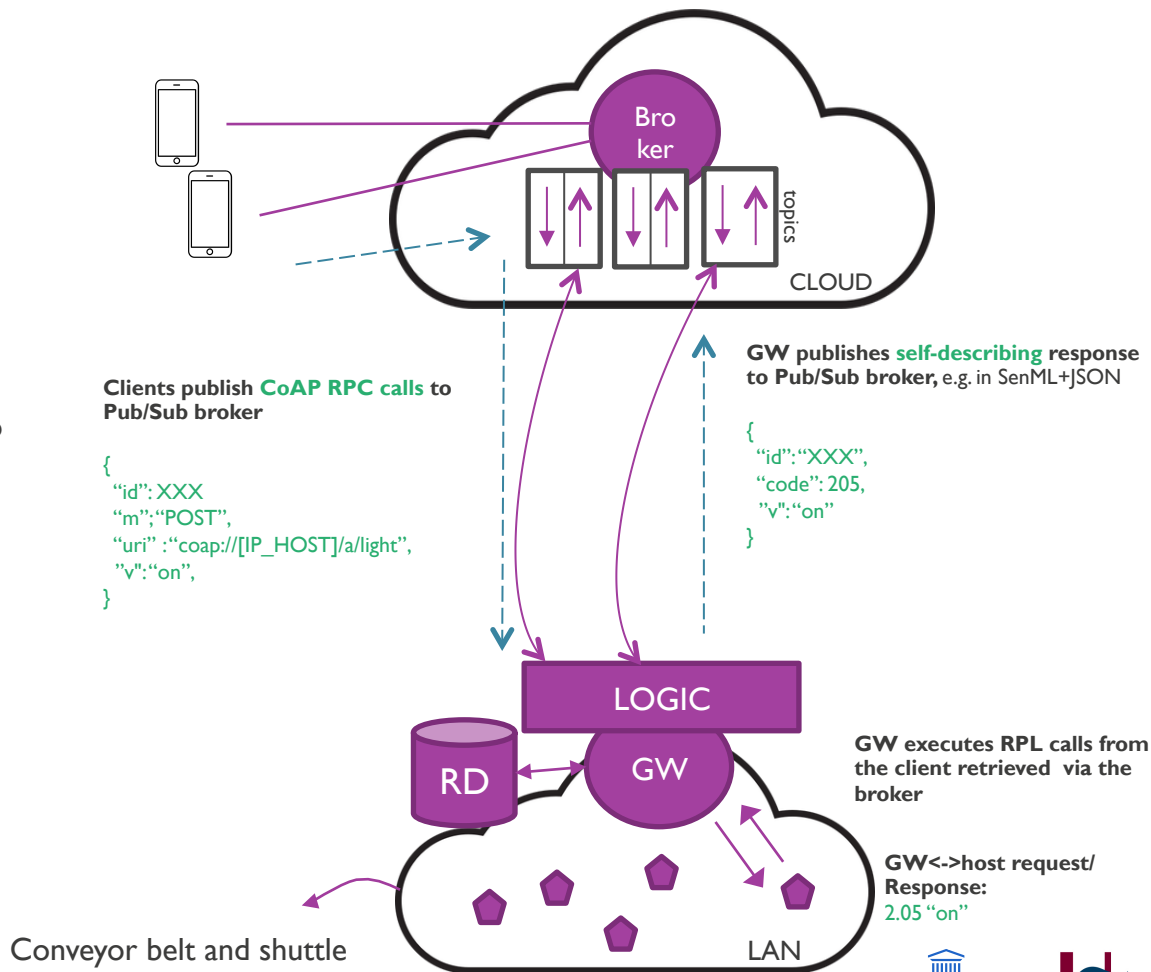 Bro
ker
topics
CLOUD
Clients publish CoAP RPC calls to
Pub/Sub broker
{
“id”: XXX
“m”;“POST”,
“uri” :“coap://[IP_HOST]/a/light”,
”v":“on”,
}
GW publishes self-describing response
to Pub/Sub broker, e.g. in SenML+JSON
{
“id”:“XXX”,
“code”: 205,
”v":“on”
}
LOGIC
RD
GW
GW executes RPL calls from
the client retrieved via the
broker
GW<->host request/
Response:
2.05 “on”
LAN
Conveyor belt and shuttle